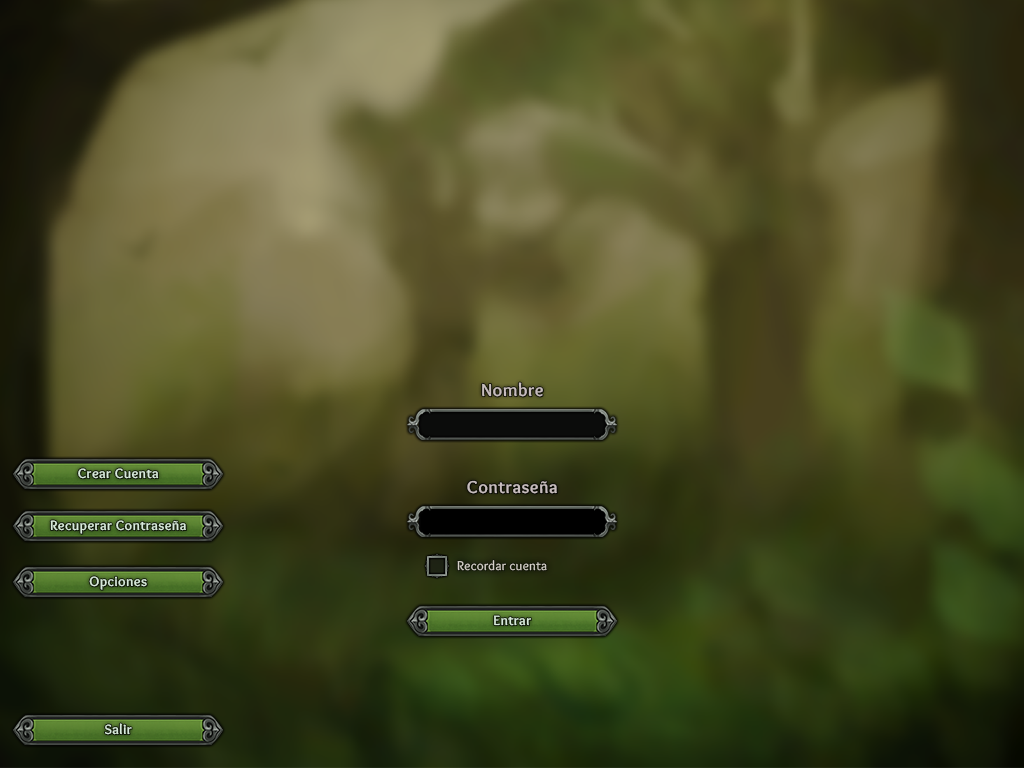 Nombre
Contraseña
Recordar cuenta
Entrar
Crear Cuenta
Recuperar Contraseña
Opciones
Salir